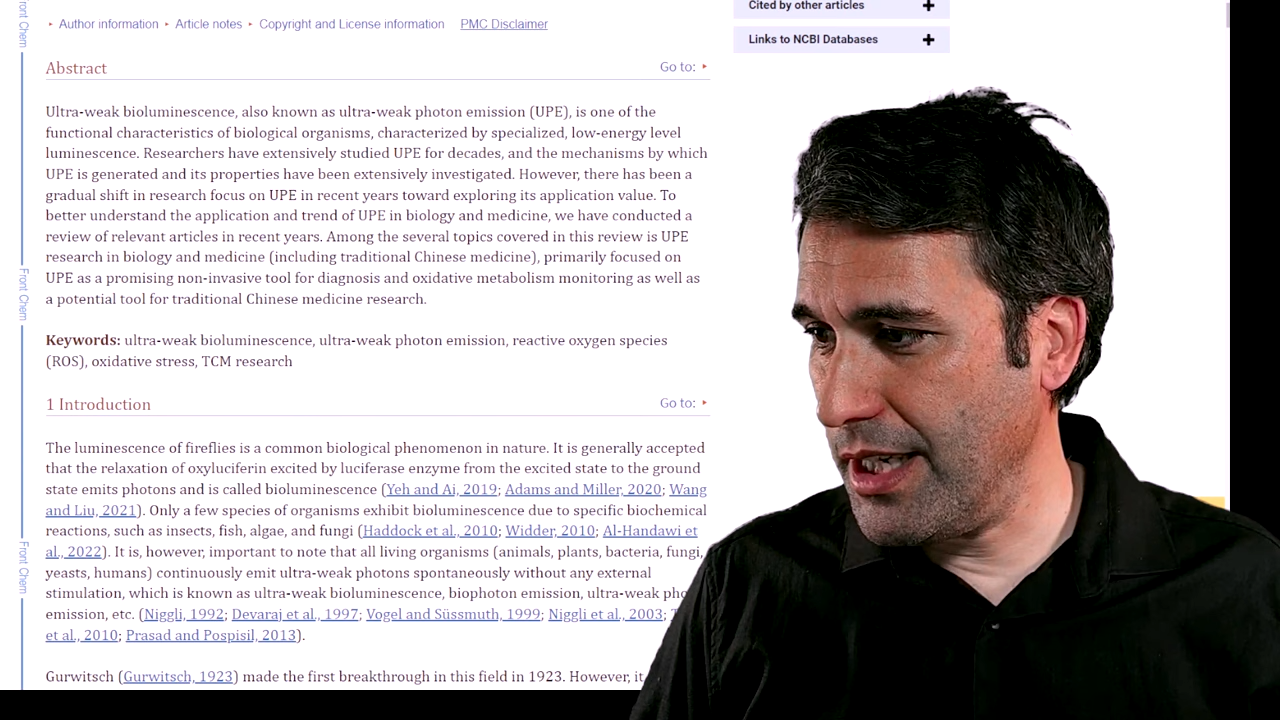 Author information
Article notes
Copyright and License information
PMC Disclaimer
Cited by other articles
Links to NCBI Databases
Abstract
Go to:
Ultra-weak bioluminescence, also known as ultra-weak photon emission (UPE), is one of the
functional characteristics of biological organisms, characterized by specialized, low-energy level
luminescence. Researchers have extensively studied UPE for decades, and the mechanisms by which
UPE is generated and its properties have been extensively investigated. However, there has been a
gradual shift in research focus on UPE in recent years toward exploring its application value. To
better understand the application and trend of UPE in biology and medicine, we have conducted a
review of relevant articles in recent years. Among the several topics covered in this review is UPE
research in biology and medicine (including traditional Chinese medicine), primarily focused on
UPE as a promising non-invasive tool for diagnosis and oxidative metabolism monitoring as well as
a potential tool for traditional Chinese medicine research.
Keywords: ultra-weak bioluminescence, ultra-weak photon emission, reactive oxygen species
(ROS), oxidative stress, TCM research
1 Introduction
Go to:
The luminescence of fireflies is a common biological phenomenon in nature. It is generally accepted
that the relaxation of oxyluciferin excited by luciferase enzyme from the excited state to the ground
state emits photons and is called bioluminescence (Yeh and Ai, 2019; Adams and Miller, 2020; Wang
and Liu, 2021). Only a few species of organisms exhibit bioluminescence due to specific biochemical
reactions, such as insects, fish, algae, and fungi (Haddock et al., 2010; Widder, 2010; Al-Handawi et
al., 2022). It is, however, important to note that all living organisms (animals, plants, bacteria, fungi,
yeasts, humans) continuously emit ultra-weak photons spontaneously without any external
stimulation, which is known as ultra-weak bioluminescence, biophoton emission, ultra-weak pho
emission, etc. (Niggli, 1992; Devaraj et al., 1997; Vogel and Süssmuth, 1999; Niggli et al., 2003;
et al., 2010; Prasad and Pospisil, 2013).
Gurwitsch (Gurwitsch, 1923) made the first breakthrough in this field in 1923. However, it
Front Chem
Front Chem
Front Chem